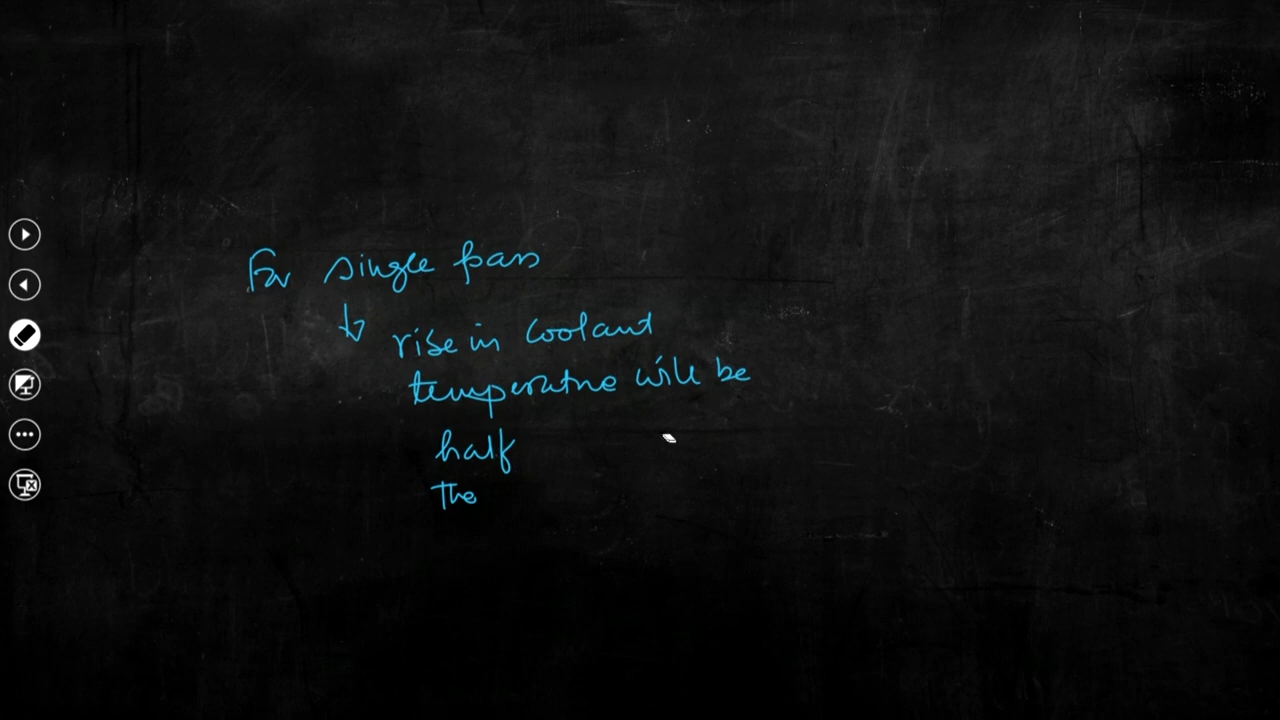 For single pass
rise in coolant
temperature will be
half
The